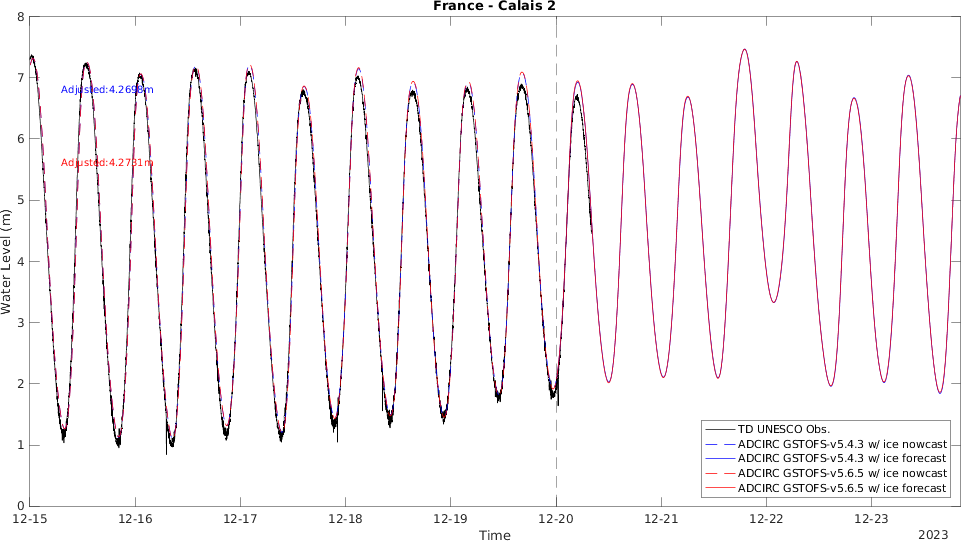 France - Calais 2
8
7
6
5
4
3
2
1
0
Water Level (m)
Adjusted:4.2698m
Adjusted:4.2731m
TD UNESCO Obs.
ADCIRC GSTOFS-v5.4.3 w/ ice nowcast
ADCIRC GSTOFS-v5.4.3 w/ ice forecast
ADCIRC GSTOFS-v5.6.5 w/ ice nowcast
ADCIRC GSTOFS-v5.6.5 w/ ice forecast
12-15 12-16 12-17 12-18 12-19 12-20 12-21 12-22 12-23
Time
2023